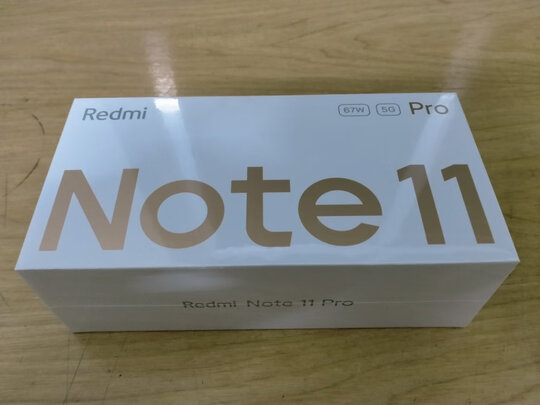 Redmi 67W 5G Pro
Note 11
Redmi Note 11 Pro